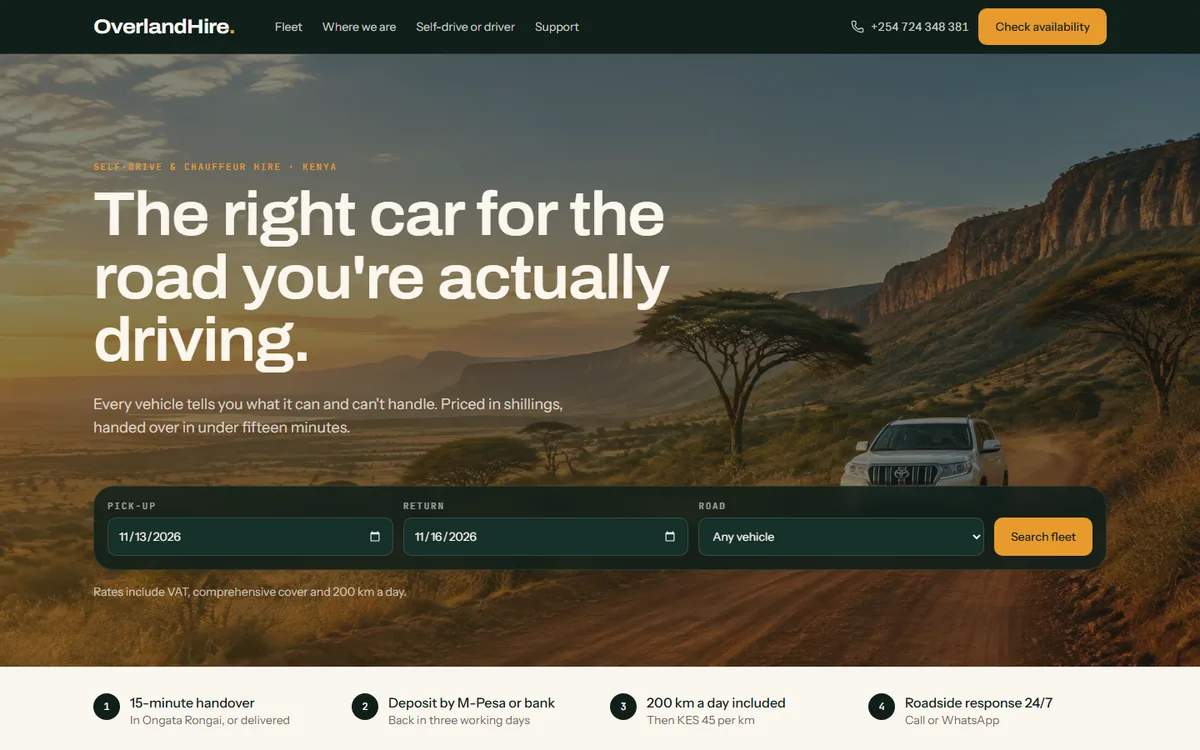 OverlandHire.
Fleet
Where we are
Self-drive or driver
Support
+254 724 348 381
Check availability
SELF-DRIVE & CHAUFFEUR HIRE · KENYA
The right car for the
road you're actually
driving.
Every vehicle tells you what it can and can't handle. Priced in shillings,
handed over in under fifteen minutes.
PICK-UP
RETURN
ROAD
11/13/2026
11/16/2026
Any vehicle
Search fleet
Rates include VAT, comprehensive cover and 200 km a day.
1
15-minute handover
In Ongata Rongai, or delivered
2
Deposit by M-Pesa or bank
Back in three working days
3
200 km a day included
Then KES 45 per km
4
Roadside response 24/7
Call or WhatsApp